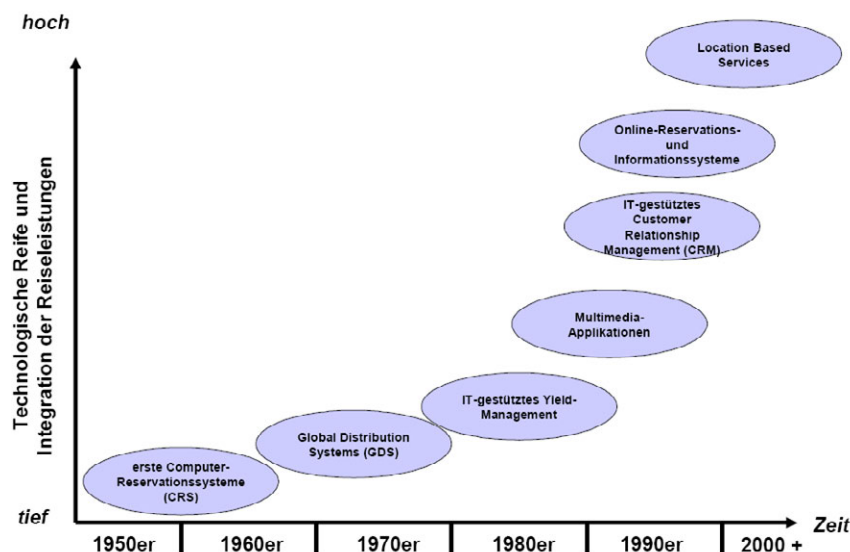 hoch
Location Based
Services
Online-Reservations-
und
Informationssysteme
IT-gestütztes
Customer
Relationship
Management (CRM)
Multimedia-
Applikationen
IT-gestütztes Yield-
Management
Global Distribution
Systems (GDS)
erste Computer-
Reservationssysteme
(CRS)
Technologische Reife und
Integration der Reiseleistungen
tief
Zeit
1950er 1960er 1970er 1980er 1990er 2000 +